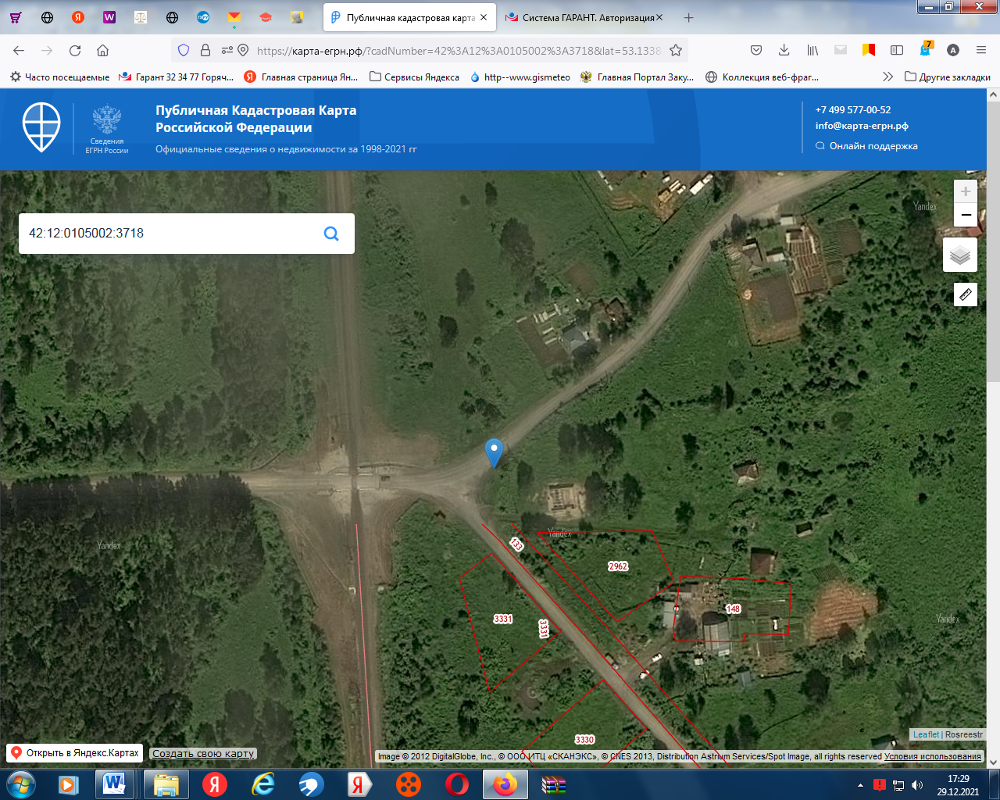 Публичная кадастровая карта
Система ГАРАНТ. Авторизация
https://карта-егрн.рф/?cadNumber=42%3A12%3A0105002%3A3718&lat=53.1338
7
A
Часто посещаемые
Гарант 32 34 77 Горяч...
Главная страница Ян...
Сервисы Яндекса
http--www.gismeteo
Главная Портал Заку...
Коллекция веб-фраг...
Другие закладки
Сведения
ЕГРН России
Публичная Кадастровая Карта
Российской Федерации
Официальные сведения о недвижимости за 1998-2021 гг
+7 499 577-00-52
info@карта-егрн.рф
Онлайн поддержка
42:12:0105002:3718
+
−
Yandex
Yandex
Yandex
Yandex
133
2962
148
3331
3331
3330
Leaflet | Rosreestr
Открыть в Яндекс.Картах
Создать свою карту
Image © 2012 DigitalGlobe, Inc., © ООО ИТЦ «СКАНЭКС», © CNES 2013, Distribution Astrium Services/Spot Image, all rights reserved Условия использования
17:29
29.12.2021